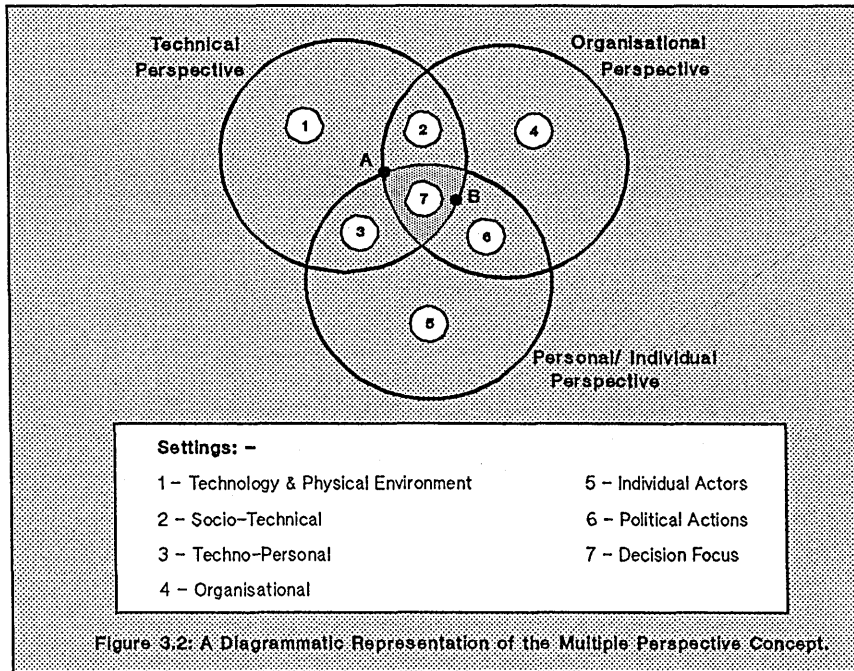 Technical
Perspective
Organisational
Perspective
1
2
4
A
7
B
3
6
5
Personal/ Individual
Perspective
Settings: –
1 – Technology & Physical Environment
2 – Socio-Technical
3 – Techno-Personal
4 – Organisational
5 – Individual Actors
6 – Political Actions
7 – Decision Focus
Figure 3.2: A Diagrammatic Representation of the Multiple Perspective Concept.